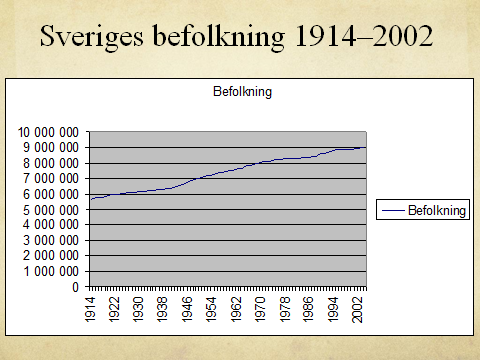 Sveriges befolkning 1914–2002
Befolkning
10 000 000
9 000 000
8 000 000
7 000 000
6 000 000
5 000 000
4 000 000
3 000 000
2 000 000
1 000 000
0
Befolkning
1914
1922
1930
1938
1946
1954
1962
1970
1978
1986
1994
2002